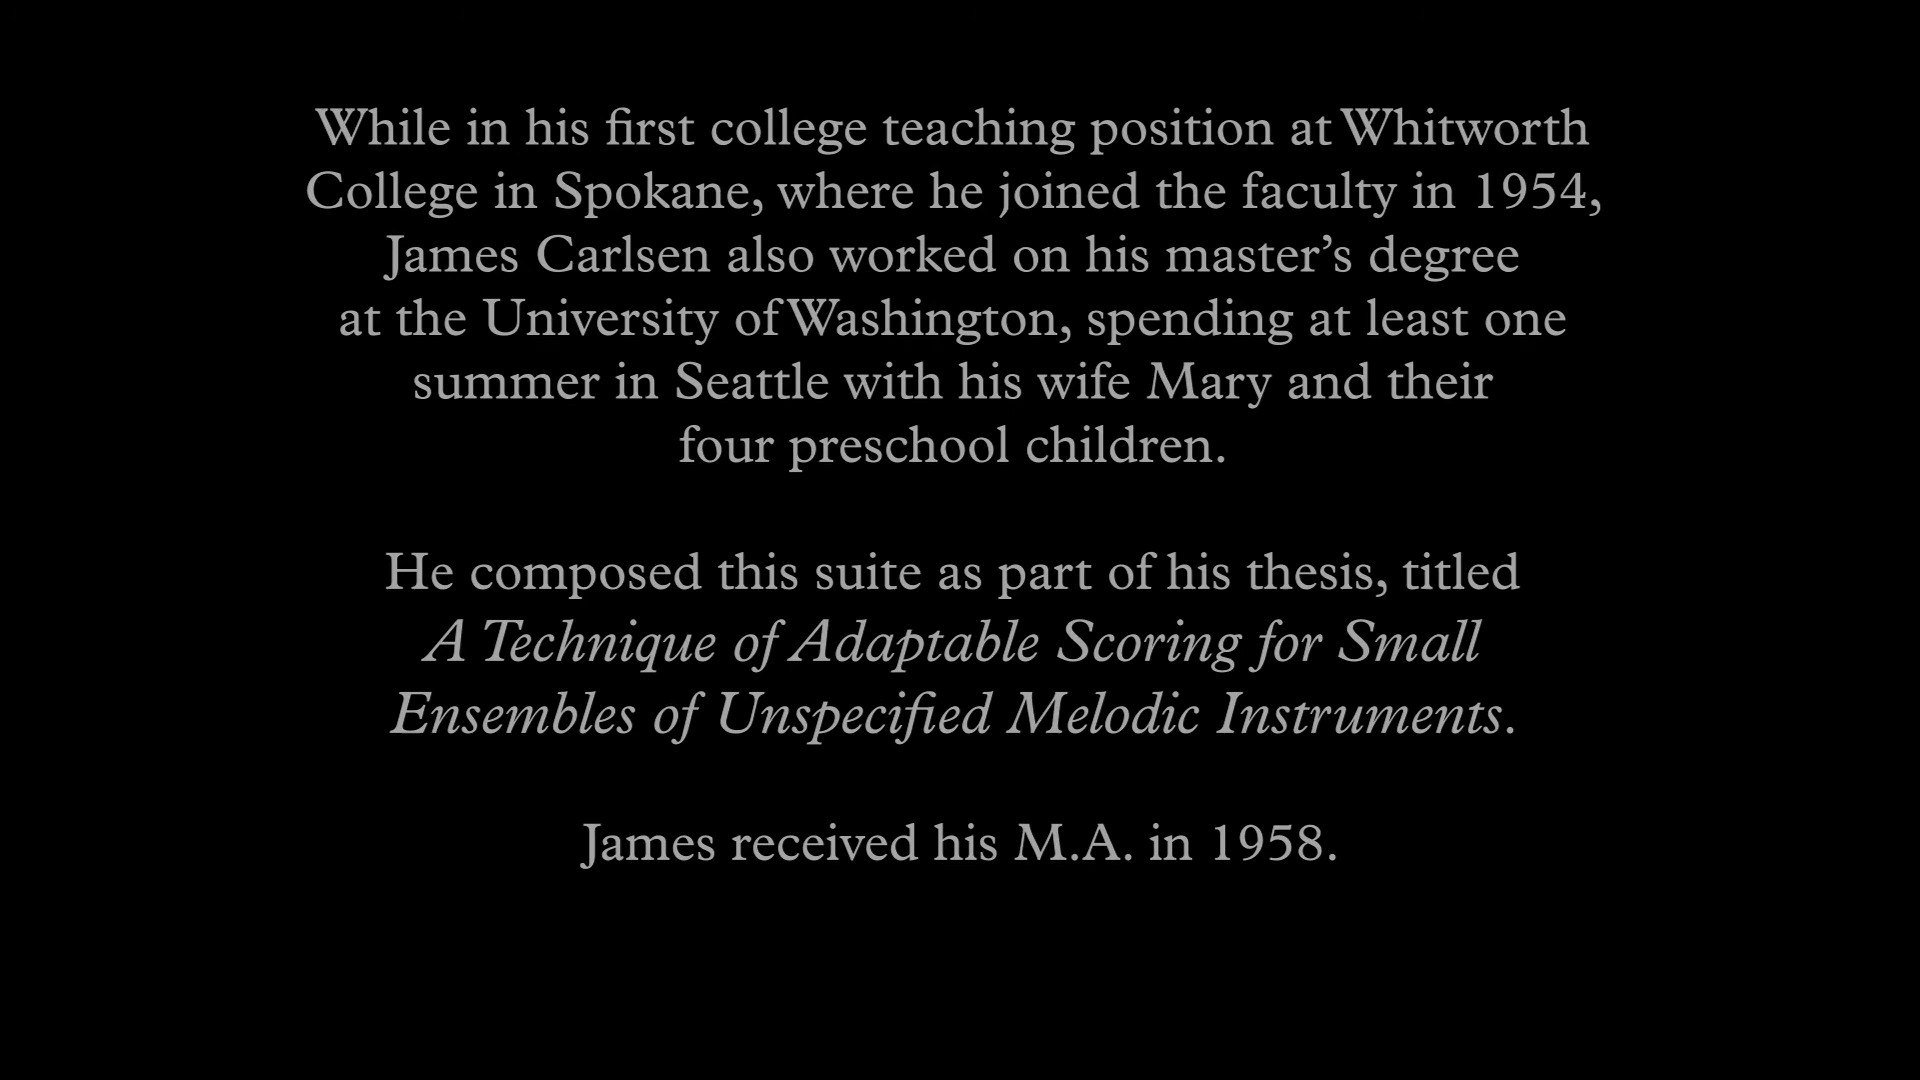 While in his first college teaching position at Whitworth
College in Spokane, where he joined the faculty in 1954,
James Carlsen also worked on his master’s degree
at the University of Washington, spending at least one
summer in Seattle with his wife Mary and their
four preschool children.
He composed this suite as part of his thesis, titled
A Technique of Adaptable Scoring for Small
Ensembles of Unspecified Melodic Instruments.
James received his M.A. in 1958.